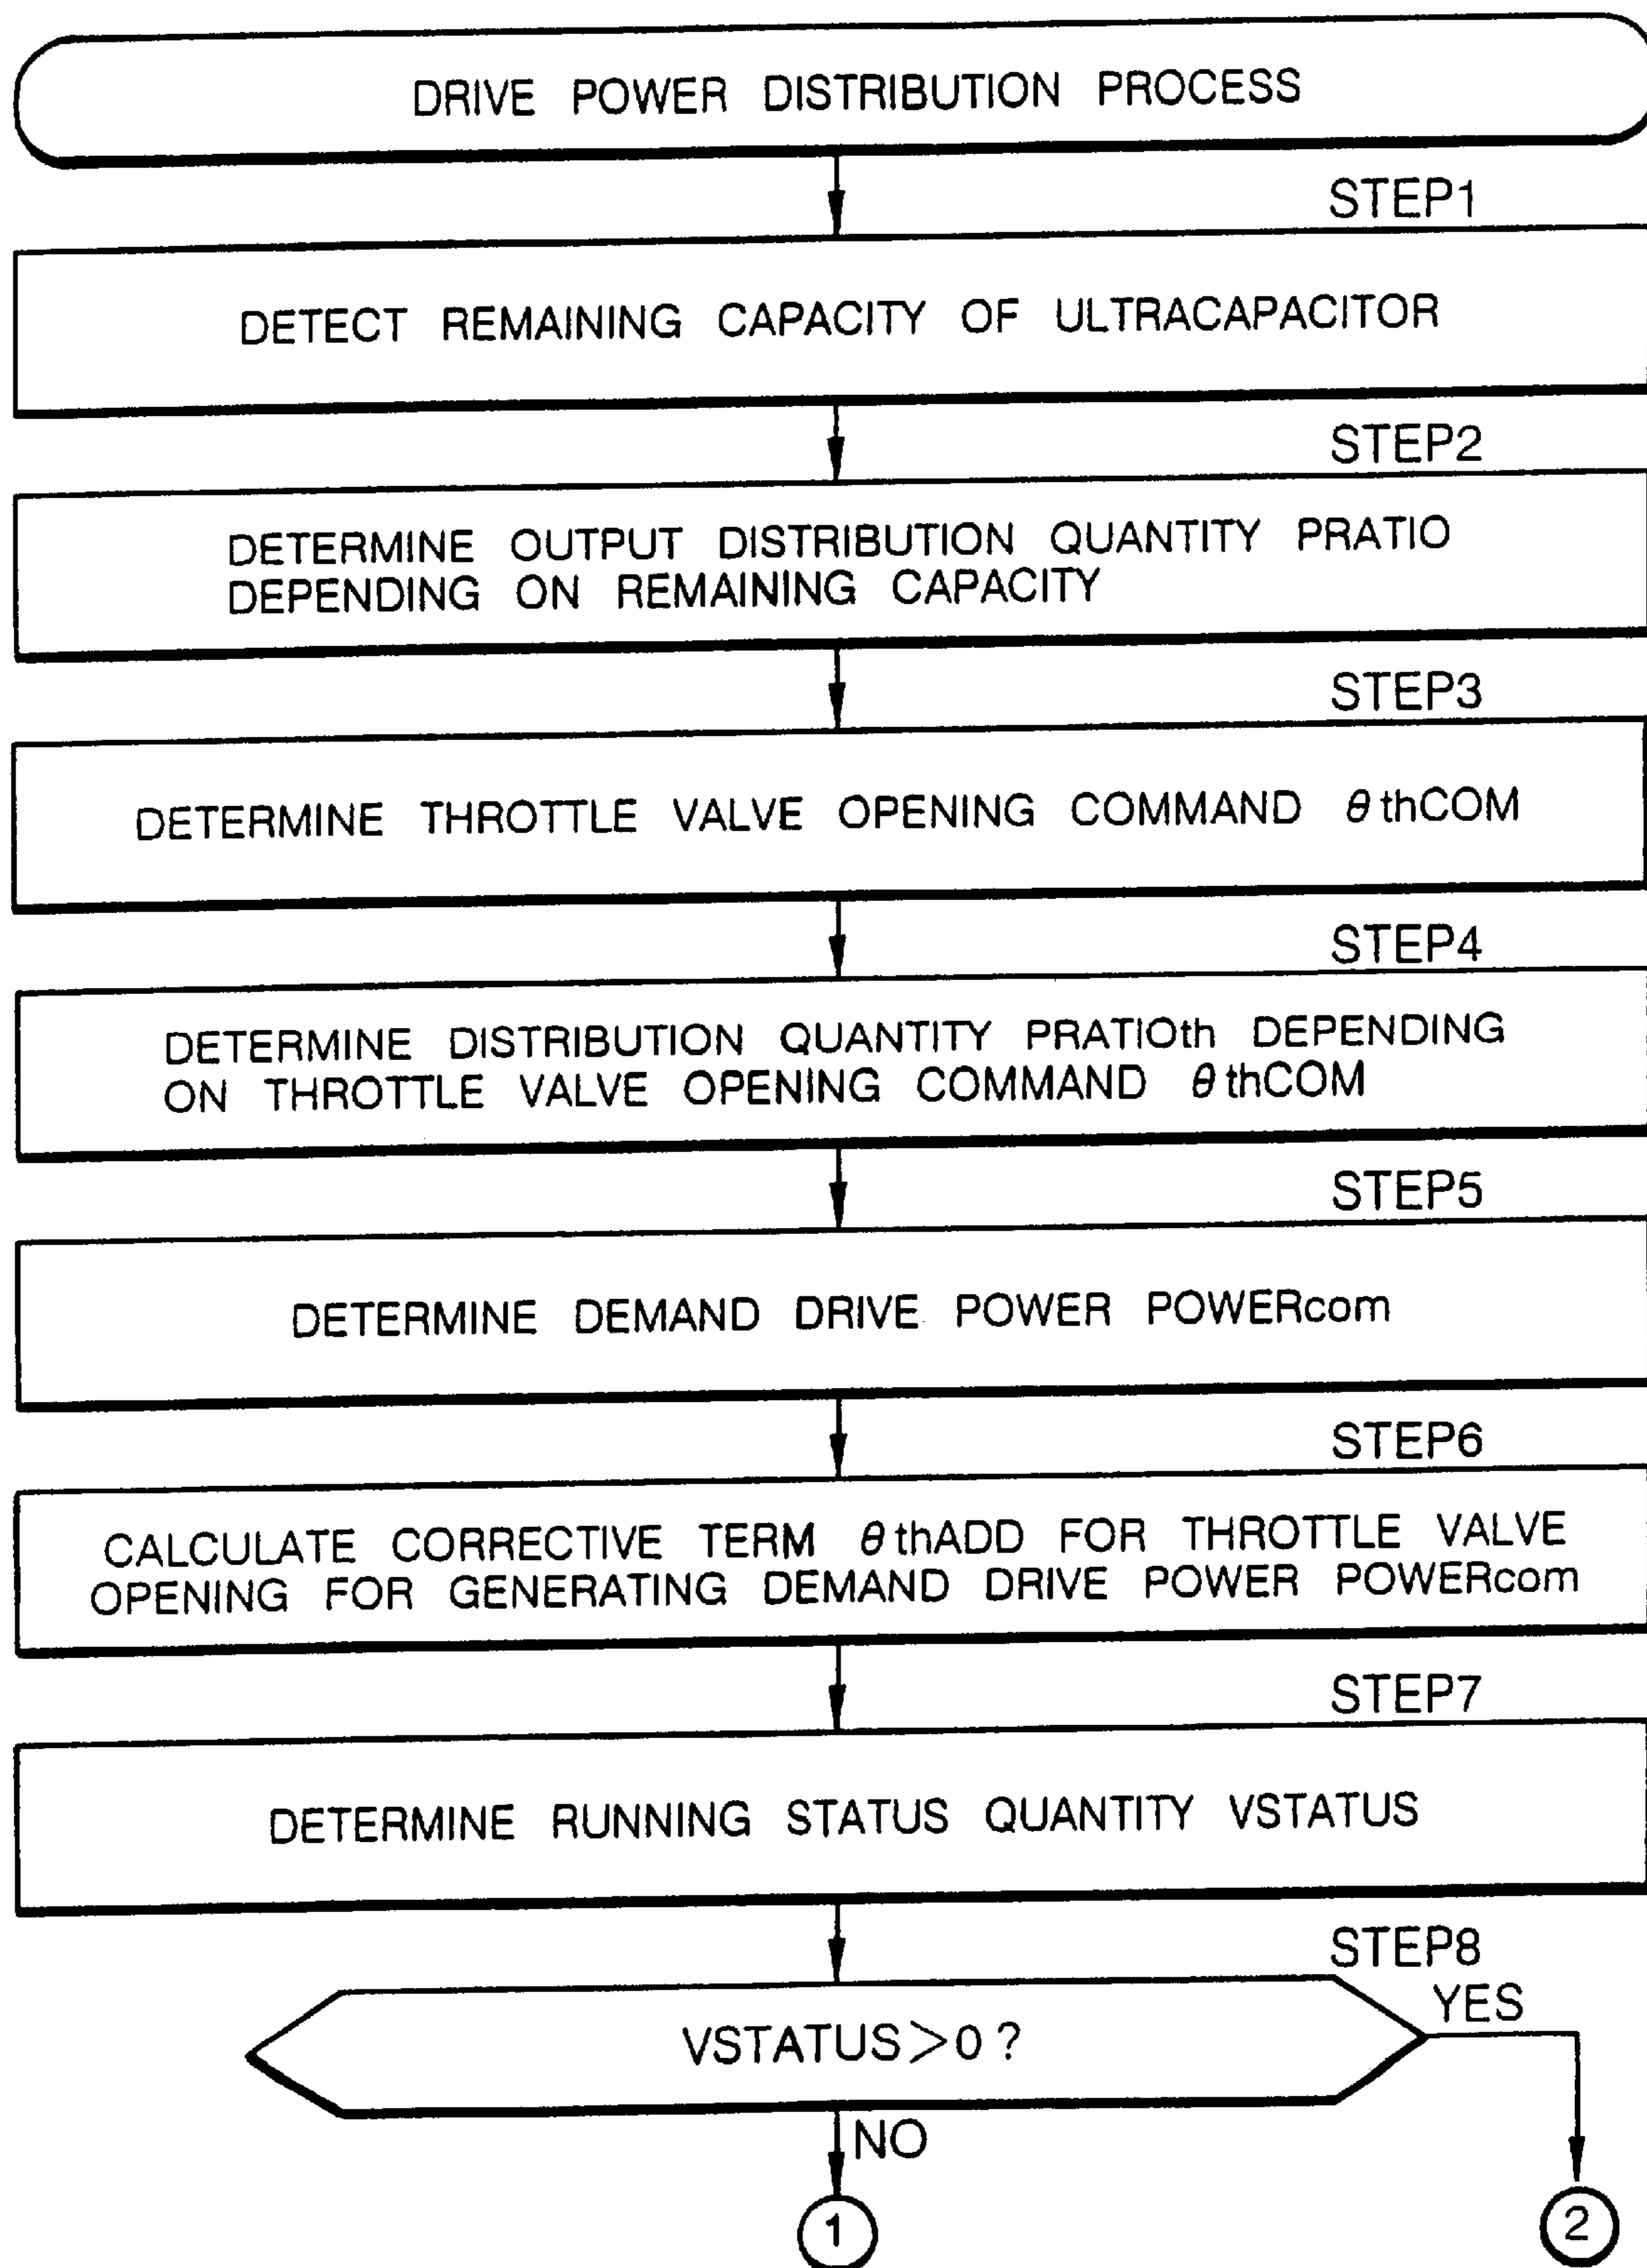 DRIVE POWER DISTRIBUTION PROCESS
STEP1
DETECT REMAINING CAPACITY OF ULTRACAPACITOR
STEP2
DETERMINE OUTPUT DISTRIBUTION QUANTITY PRATIO
DEPENDING ON REMAINING CAPACITY
STEP3
DETERMINE THROTTLE VALVE OPENING COMMAND θthCOM
STEP4
DETERMINE DISTRIBUTION QUANTITY PRATIOth DEPENDING
ON THROTTLE VALVE OPENING COMMAND θthCOM
STEP5
DETERMINE DEMAND DRIVE POWER POWERcom
STEP6
CALCULATE CORRECTIVE TERM θthADD FOR THROTTLE VALVE
OPENING FOR GENERATING DEMAND DRIVE POWER POWERcom
STEP7
DETERMINE RUNNING STATUS QUANTITY VSTATUS
STEP8
YES
VSTATUS>0?
NO
1
2